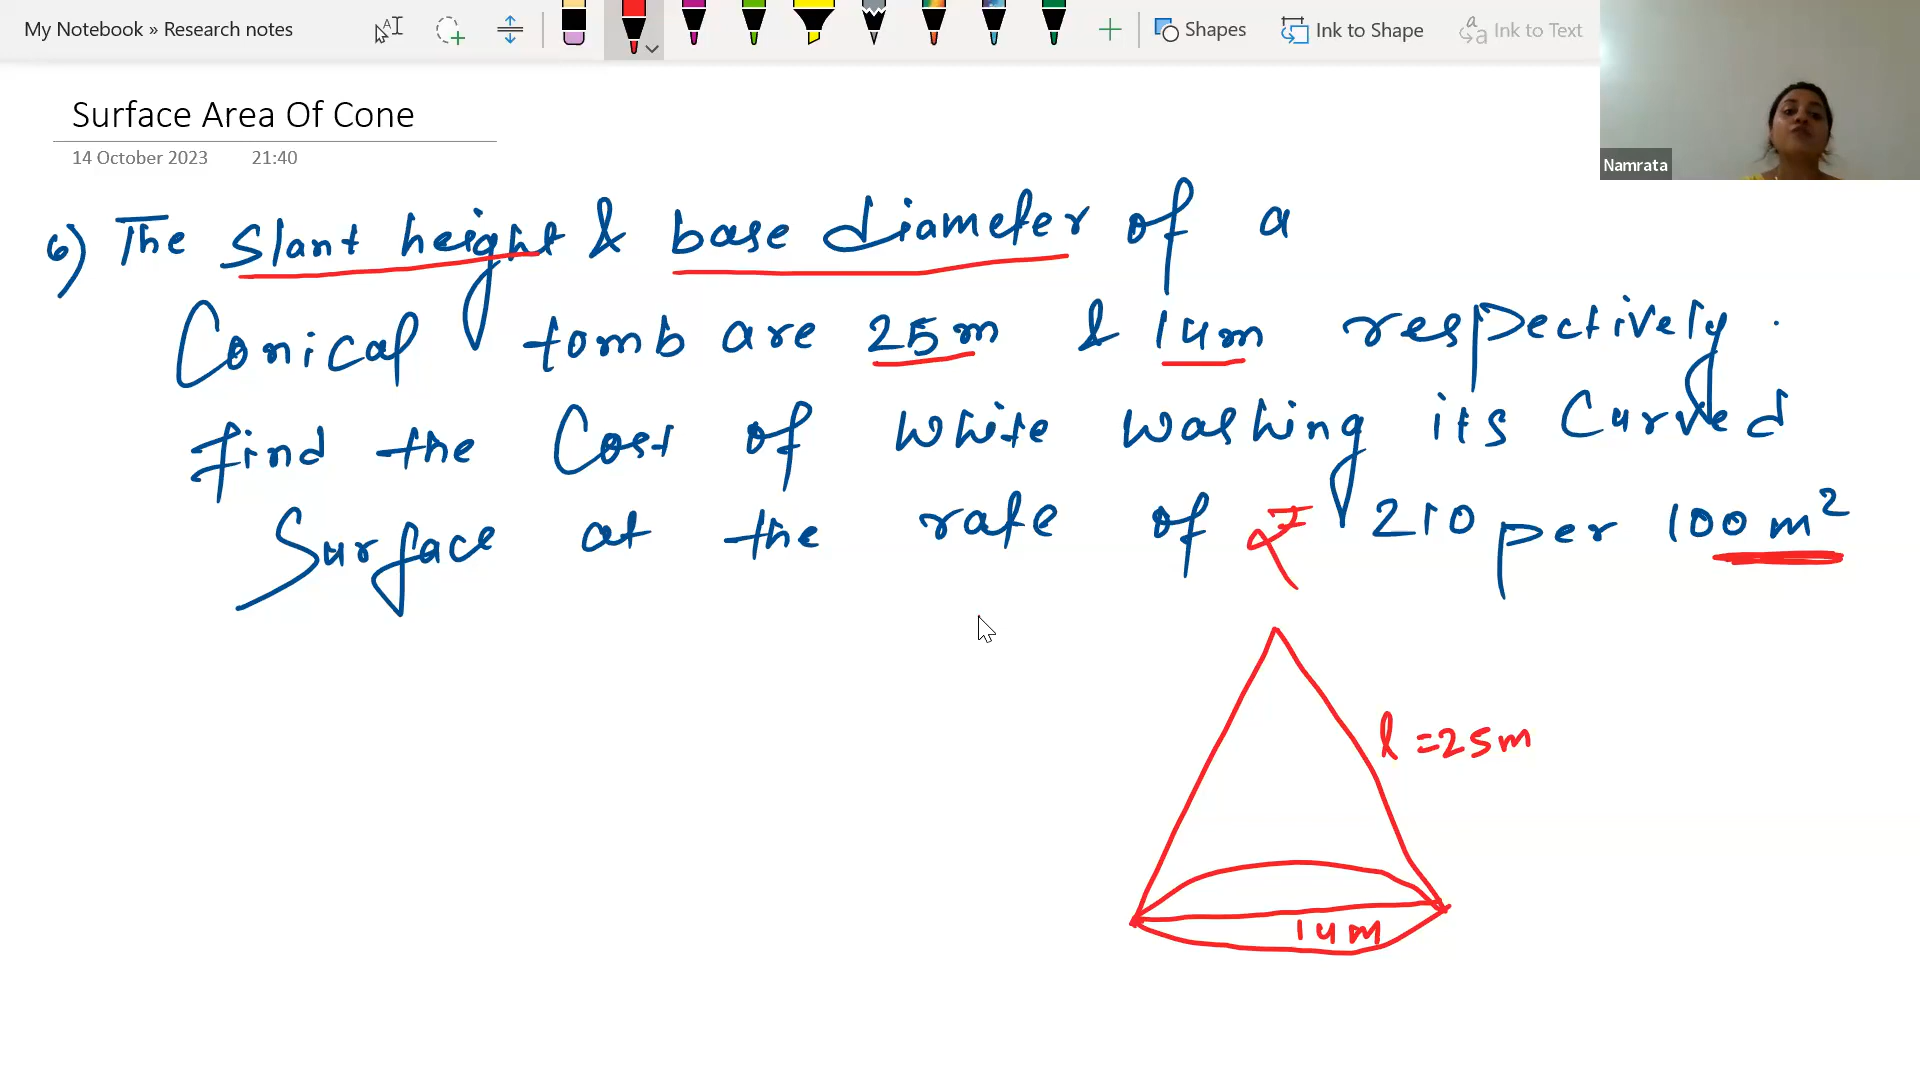 My Notebook » Research notes
Shapes
Ink to Shape
Ink to Text
Namrata
Surface Area Of Cone
14 October 2023 21:40
6) The slant height & base diameter of a
Conical tomb are 25m & 14m respectively.
find the Cost of white washing its Curved
Surface at the rate of ₹ 210 per 100 m²
l = 25m
14m